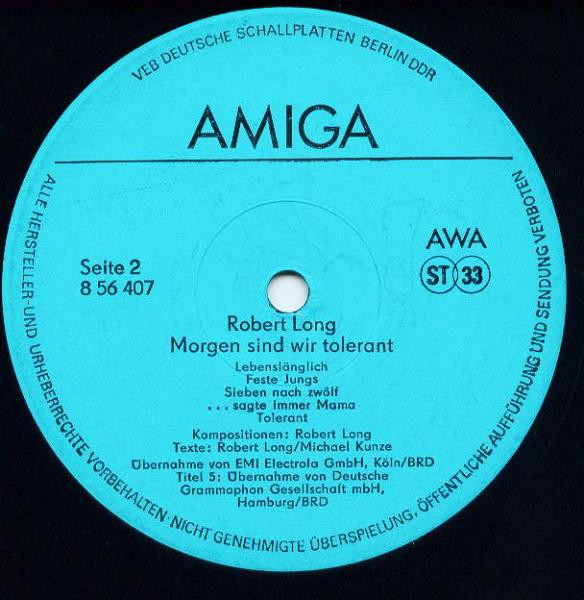 VEB DEUTSCHE SCHALLPLATTEN BERLIN DDR
AMIGA
AWA
ST 33
Seite 2
8 56 407
Robert Long
Morgen sind wir tolerant
Lebenslänglich
Feste Jungs
Sieben nach zwölf
...sagte immer Mama
Tolerant
Kompositionen: Robert Long
Texte: Robert Long/Michael Kunze
Übernahme von EMI Electrola GmbH, Köln/BRD
Titel 5: Übernahme von Deutsche
Grammophon Gesellschaft mbH,
Hamburg/BRD
ALLE HERSTELLER-UND URHEBERRECHTE VORBEHALTEN·NICHT GENEHMIGTE ÜBERSPIELUNG, ÖFFENTLICHE AUFFÜHRUNG UND SENDUNG VERBOTEN